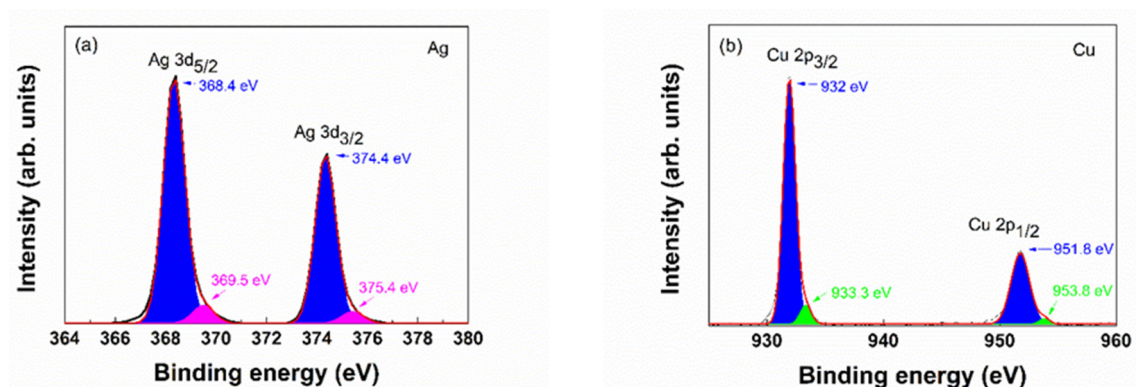 (a)
Ag
Ag 3d5/2
368.4 eV
Ag 3d3/2
374.4 eV
369.5 eV
375.4 eV
Intensity (arb. units)
364 366 368 370 372 374 376 378 380
Binding energy (eV)
(b)
Cu
Cu 2p3/2
932 eV
Cu 2p1/2
951.8 eV
933.3 eV
953.8 eV
Intensity (arb. units)
930 940 950 960
Binding energy (eV)